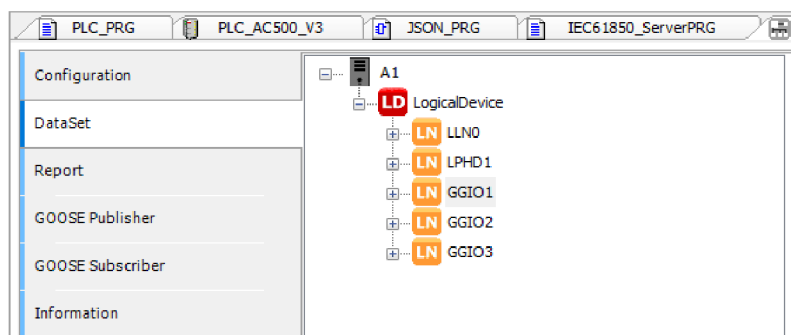 PLC_PRG PLC_AC500_V3 JSON_PRG IEC61850_ServerPRG
Configuration
DataSet
Report
GOOSE Publisher
GOOSE Subscriber
Information
A1
LD LogicalDevice
LN LLN0
LN LPHD1
LN GGIO1
LN GGIO2
LN GGIO3